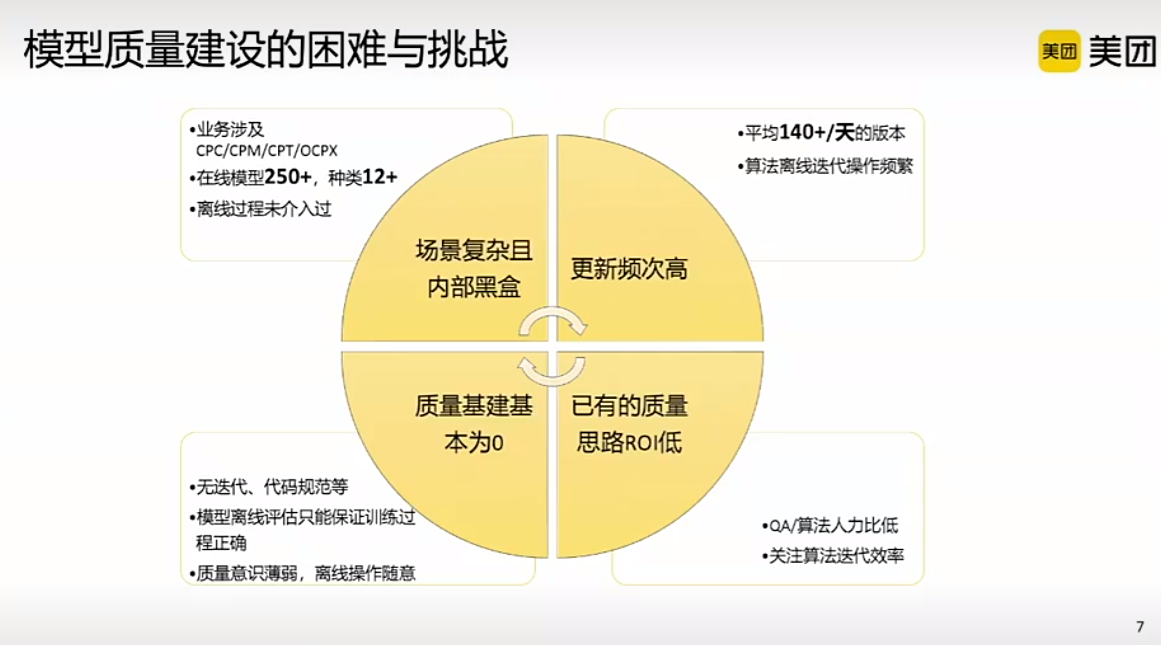 模型质量建设的困难与挑战
美团 美团
•业务涉及
CPC/CPM/CPT/OCPX
•在线模型250+，种类12+
•离线过程未介入过
•平均140+/天的版本
•算法离线迭代操作频繁
场景复杂且
内部黑盒
更新频次高
质量基建基
本为0
已有的质量
思路ROI低
•无迭代、代码规范等
•模型离线评估只能保证训练过
程正确
•质量意识薄弱，离线操作随意
•QA/算法人力比低
•关注算法迭代效率
7